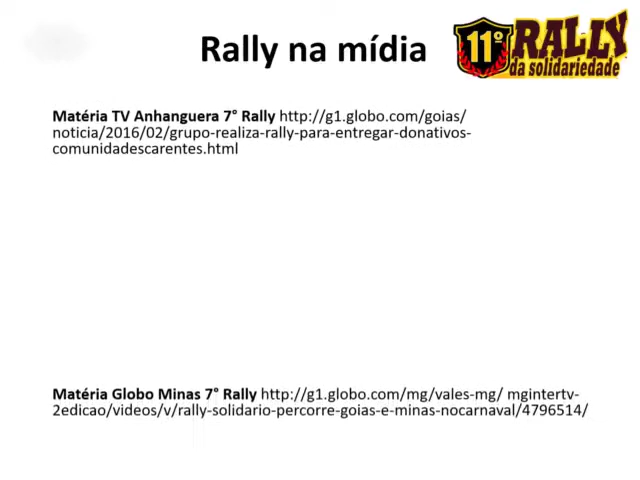 Rally na mídia
11º RALLY
da solidariedade
Matéria TV Anhanguera 7° Rally http://g1.globo.com/goias/
noticia/2016/02/grupo-realiza-rally-para-entregar-donativos-
comunidadescarentes.html
Matéria Globo Minas 7° Rally http://g1.globo.com/mg/vales-mg/ mgintertv-
2edicao/videos/v/rally-solidario-percorre-goias-e-minas-nocarnaval/4796514/